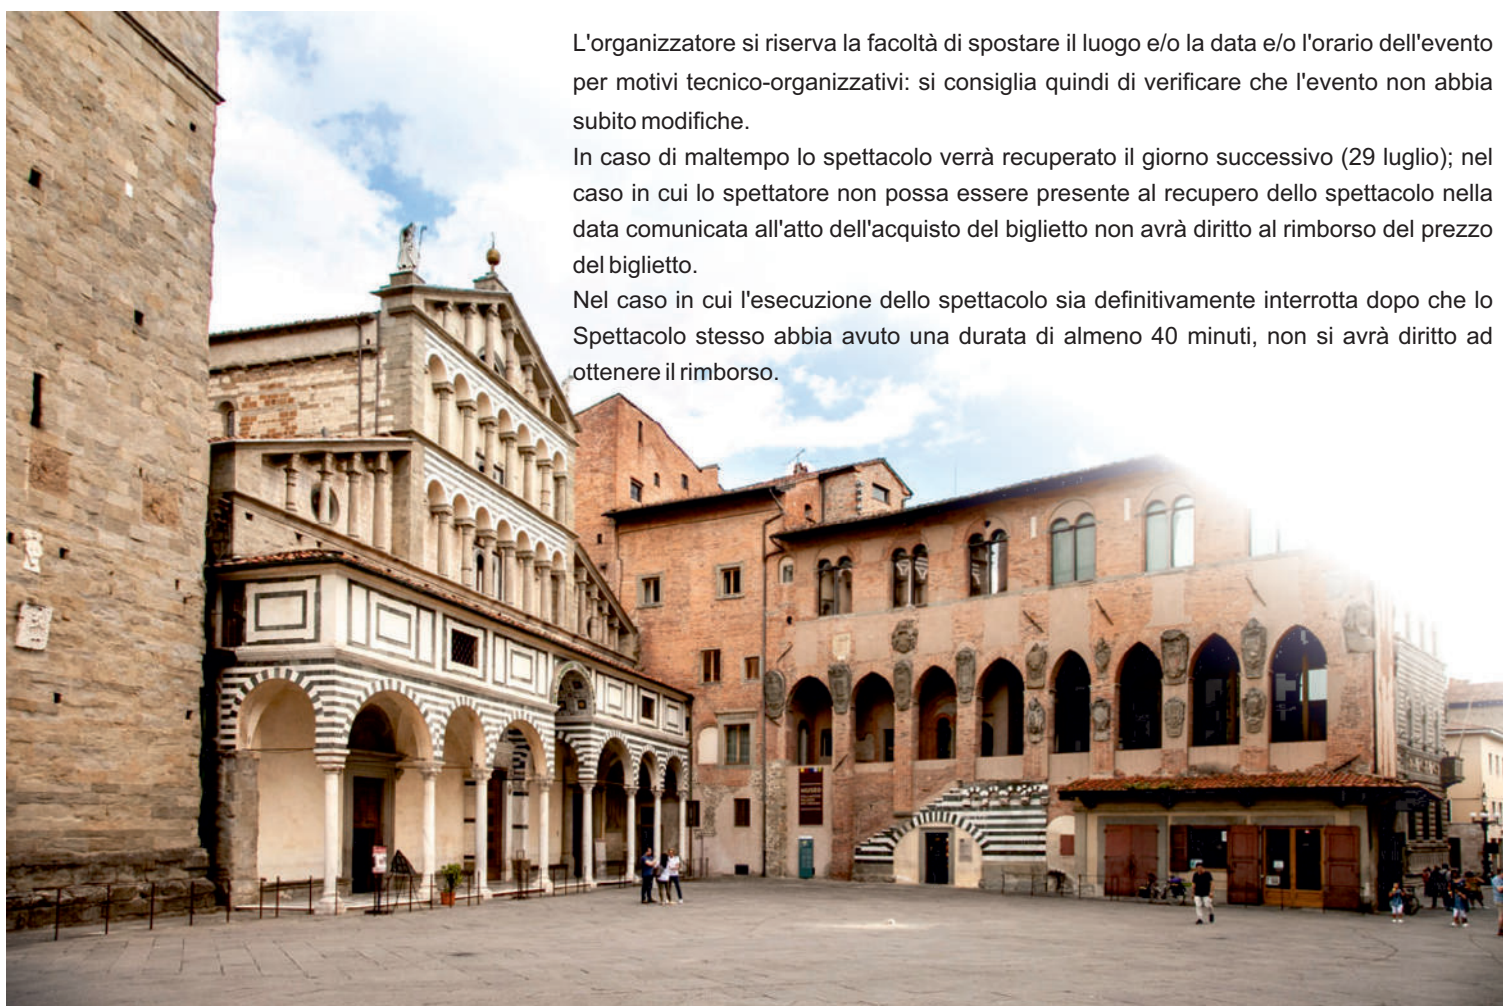 L'organizzatore si riserva la facoltà di spostare il luogo e/o la data e/o l'orario dell'evento
per motivi tecnico-organizzativi: si consiglia quindi di verificare che l'evento non abbia
subito modifiche.
In caso di maltempo lo spettacolo verrà recuperato il giorno successivo (29 luglio); nel
caso in cui lo spettatore non possa essere presente al recupero dello spettacolo nella
data comunicata all'atto dell'acquisto del biglietto non avrà diritto al rimborso del prezzo
del biglietto.
Nel caso in cui l'esecuzione dello spettacolo sia definitivamente interrotta dopo che lo
Spettacolo stesso abbia avuto una durata di almeno 40 minuti, non si avrà diritto ad
ottenere il rimborso.
MUSEO